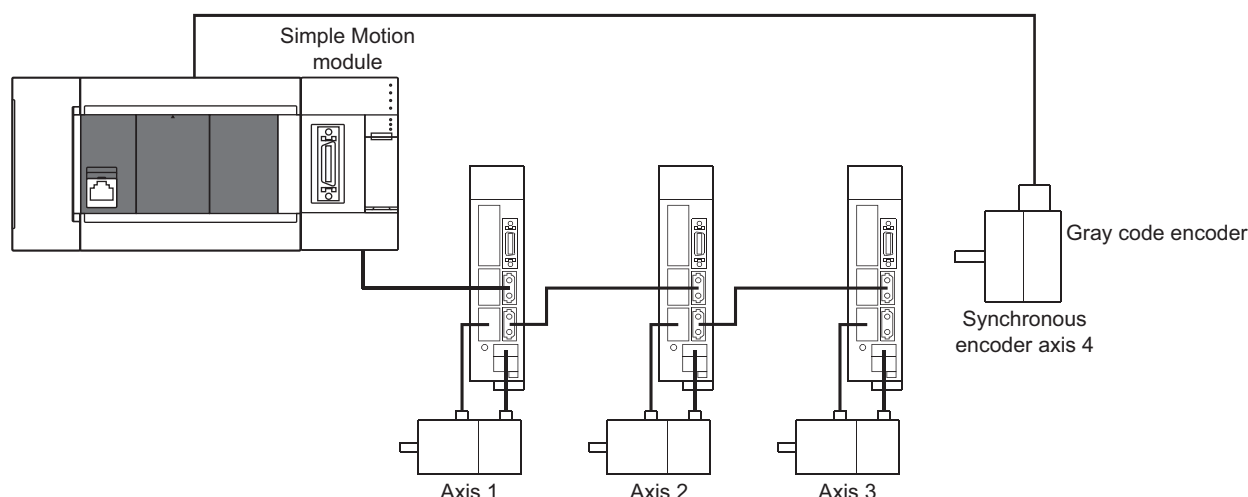 Simple Motion
module
Gray code encoder
Synchronous
encoder axis 4
Axis 1
Axis 2
Axis 3